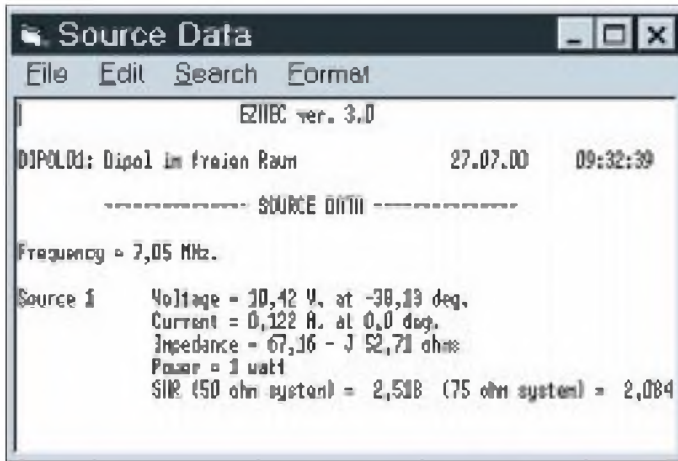 Source Data
File Edit Search Format
EZNEC ver. 3.0
DIPOL01: Dipol im freien Raum 27.07.00 09:32:39
--------------- SOURCE DATA ---------------
Frequency = 7,05 MHz.
Source 1 Voltage = 10,42 V. at -38,13 deg.
Current = 0,122 A. at 0.0 deg.
Impedance = 67,16 - J 52,71 ohms
Power = 1 watt
SWR (50 ohm system) = 2,518 (75 ohm system) = 2,084